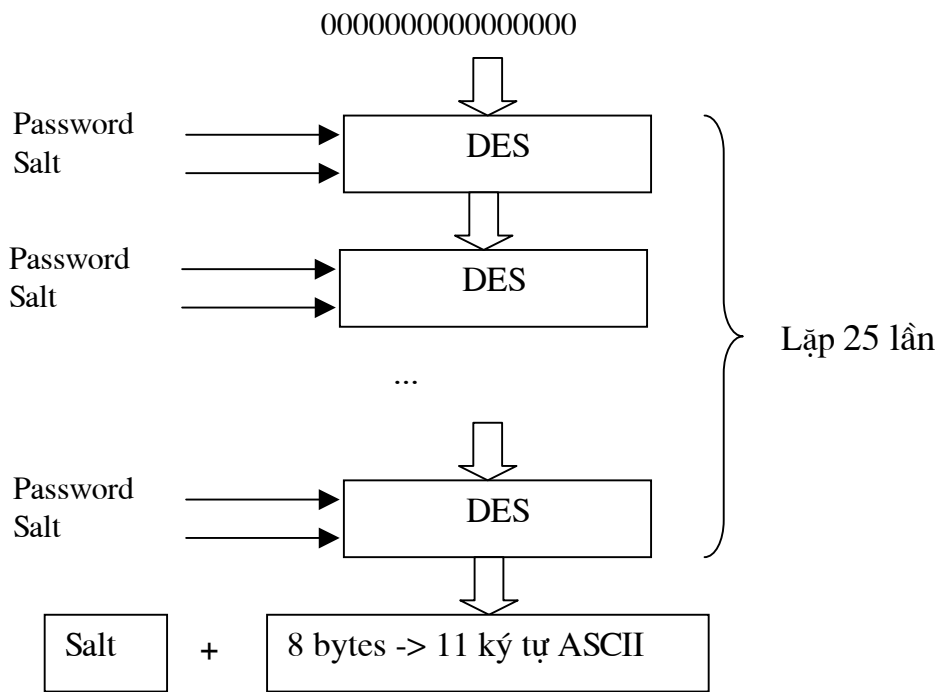 0000000000000000
Password
Salt
DES
Password
Salt
DES
Lặp 25 lần
...
Password
Salt
DES
Salt + 8 bytes -> 11 ký tự ASCII